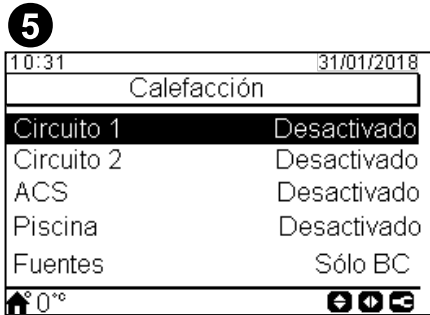 5
10:31 31/01/2018
Calefacción
Circuito 1 Desactivado
Circuito 2 Desactivado
ACS Desactivado
Piscina Desactivado
Fuentes Sólo BC
0°C